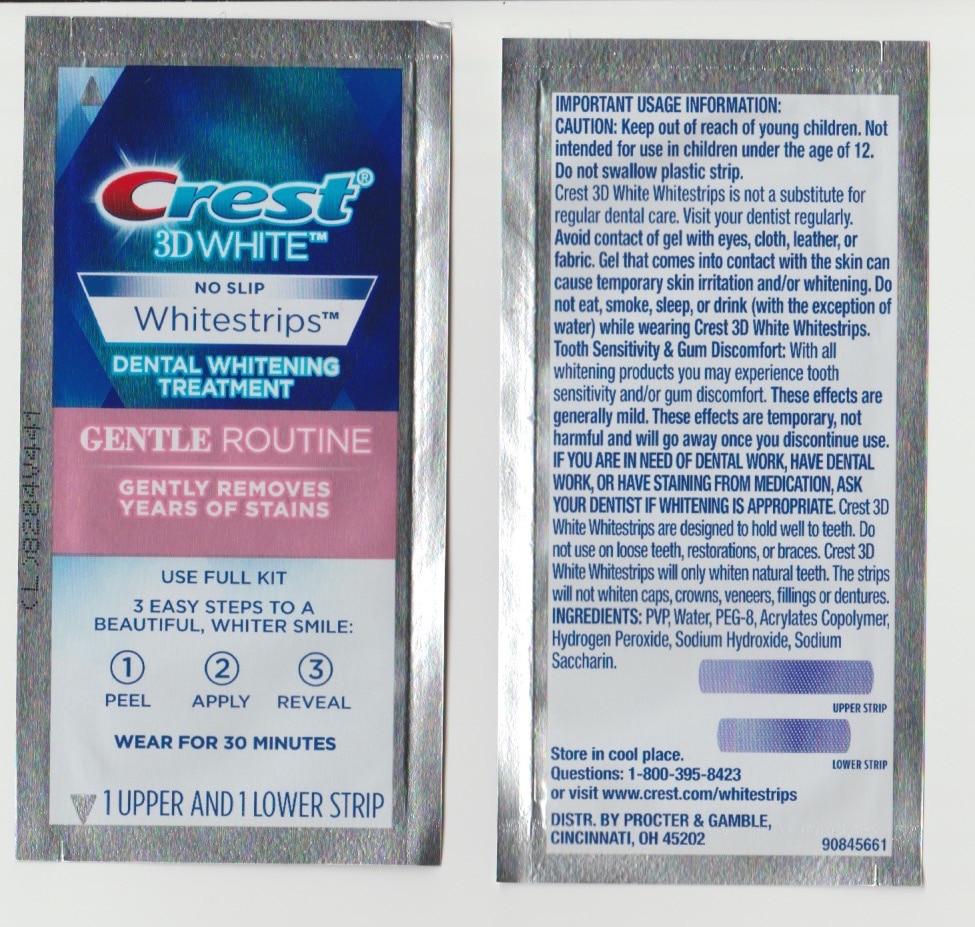 Crest®
3D WHITE™
NO SLIP
Whitestrips™
DENTAL WHITENING
TREATMENT
GENTLE ROUTINE
GENTLY REMOVES
YEARS OF STAINS
USE FULL KIT
3 EASY STEPS TO A
BEAUTIFUL, WHITER SMILE:
1 2 3
PEEL APPLY REVEAL
WEAR FOR 30 MINUTES
1 UPPER AND 1 LOWER STRIP
IMPORTANT USAGE INFORMATION:
CAUTION: Keep out of reach of young children. Not
intended for use in children under the age of 12.
Do not swallow plastic strip.
Crest 3D White Whitestrips is not a substitute for
regular dental care. Visit your dentist regularly.
Avoid contact of gel with eyes, cloth, leather, or
fabric. Gel that comes into contact with the skin can
cause temporary skin irritation and/or whitening. Do
not eat, smoke, sleep, or drink (with the exception of
water) while wearing Crest 3D White Whitestrips.
Tooth Sensitivity & Gum Discomfort: With all
whitening products you may experience tooth
sensitivity and/or gum discomfort. These effects are
generally mild. These effects are temporary, not
harmful and will go away once you discontinue use.
IF YOU ARE IN NEED OF DENTAL WORK, HAVE DENTAL
WORK, OR HAVE STAINING FROM MEDICATION, ASK
YOUR DENTIST IF WHITENING IS APPROPRIATE. Crest 3D
White Whitestrips are designed to hold well to teeth. Do
not use on loose teeth, restorations, or braces. Crest 3D
White Whitestrips will only whiten natural teeth. The strips
will not whiten caps, crowns, veneers, fillings or dentures.
INGREDIENTS: PVP, Water, PEG-8, Acrylates Copolymer,
Hydrogen Peroxide, Sodium Hydroxide, Sodium
Saccharin.
UPPER STRIP
LOWER STRIP
Store in cool place.
Questions: 1-800-395-8423
or visit www.crest.com/whitestrips
DISTR. BY PROCTER & GAMBLE,
CINCINNATI, OH 45202
90845661